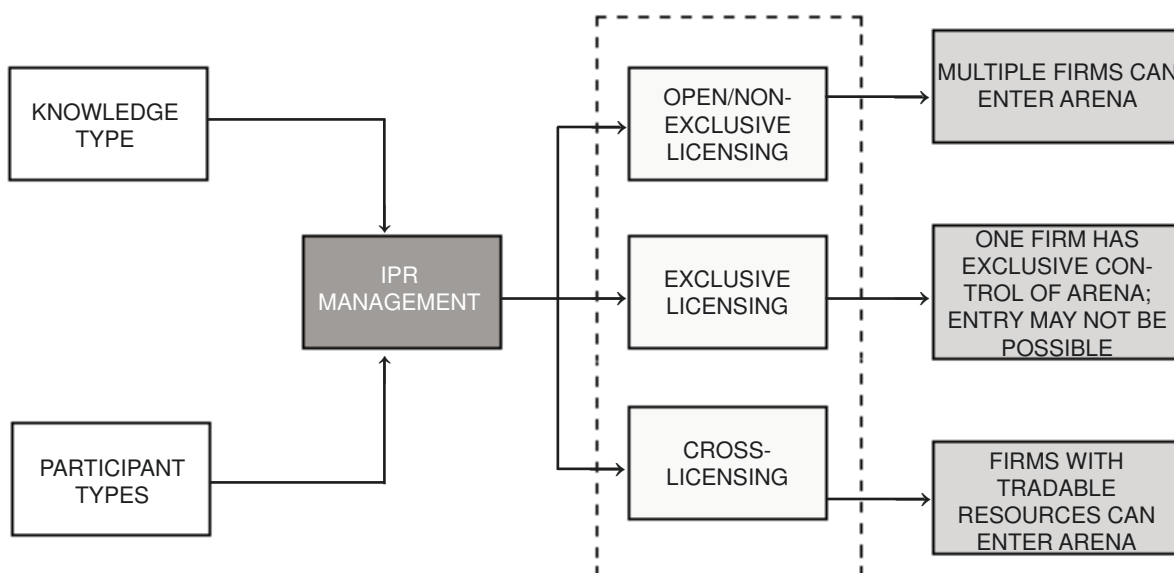 KNOWLEDGE
TYPE
PARTICIPANT
TYPES
IPR
MANAGEMENT
OPEN/NON-
EXCLUSIVE
LICENSING
EXCLUSIVE
LICENSING
CROSS-
LICENSING
MULTIPLE FIRMS CAN
ENTER ARENA
ONE FIRM HAS
EXCLUSIVE CON-
TROL OF ARENA;
ENTRY MAY NOT BE
POSSIBLE
FIRMS WITH
TRADABLE
RESOURCES CAN
ENTER ARENA